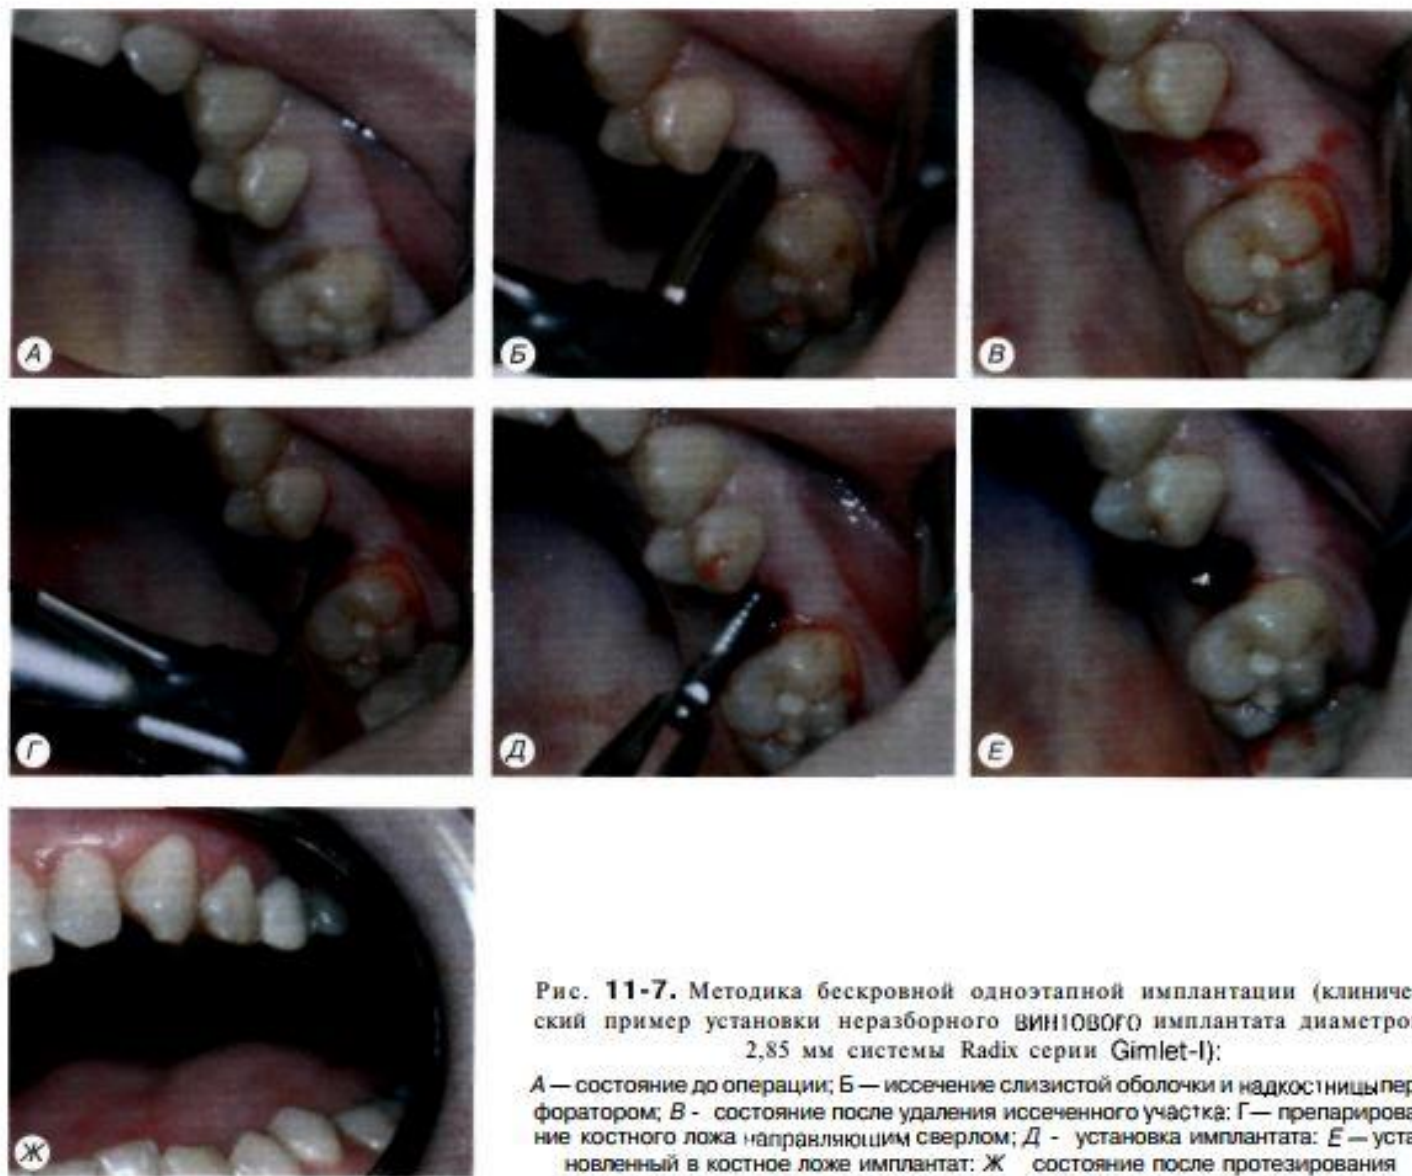 А
Б
В
Г
Д
Е
Ж
Рис. 11-7. Методика бескровной одноэтапной имплантации (клиниче-
ский пример установки неразборного винтового имплантата диаметро
2,85 мм системы Radix серии Gimlet-I):
А — состояние до операции; Б — иссечение слизистой оболочки и надкостницы пер
форатором; В - состояние после удаления иссеченного участка: Г — препарирова
ние костного ложа направляющим сверлом; Д - установка имплантата: Е — уста
новленный в костное ложе имплантат: Ж состояние после протезирования